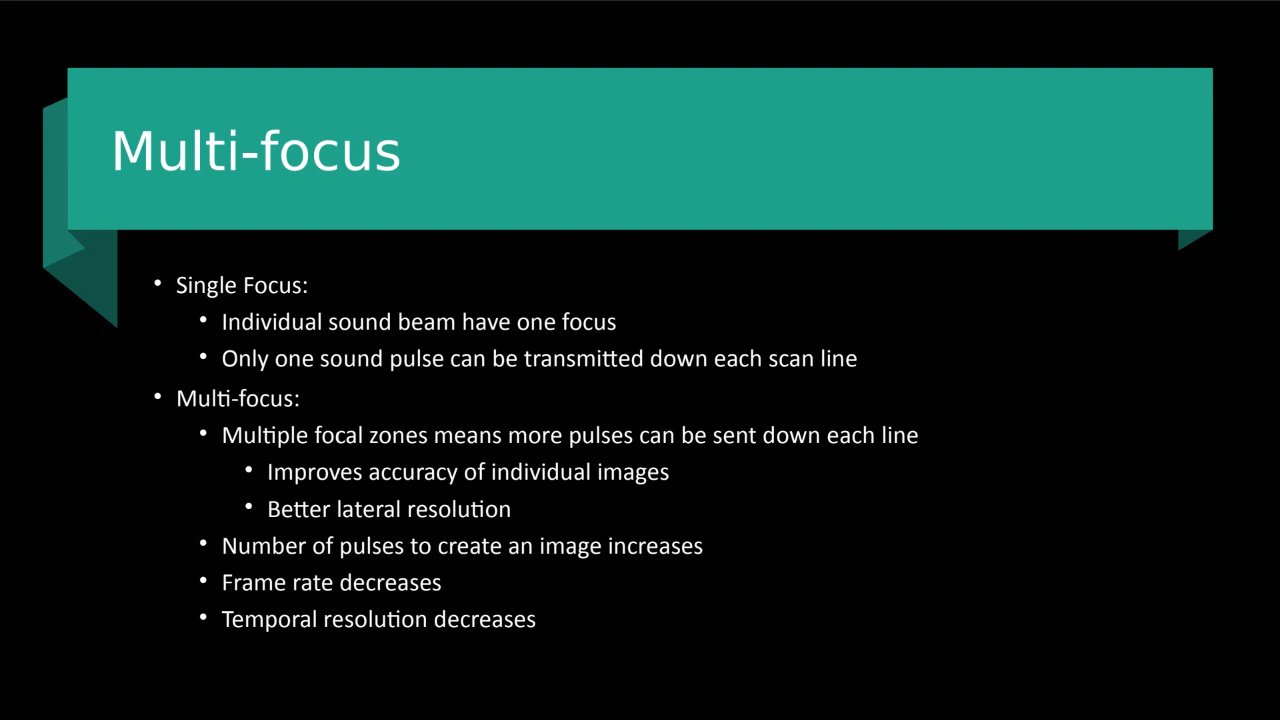 Multi-focus
• Single Focus:
• Individual sound beam have one focus
• Only one sound pulse can be transmitted down each scan line
• Multi-focus:
• Multiple focal zones means more pulses can be sent down each line
• Improves accuracy of individual images
• Better lateral resolution
• Number of pulses to create an image increases
• Frame rate decreases
• Temporal resolution decreases